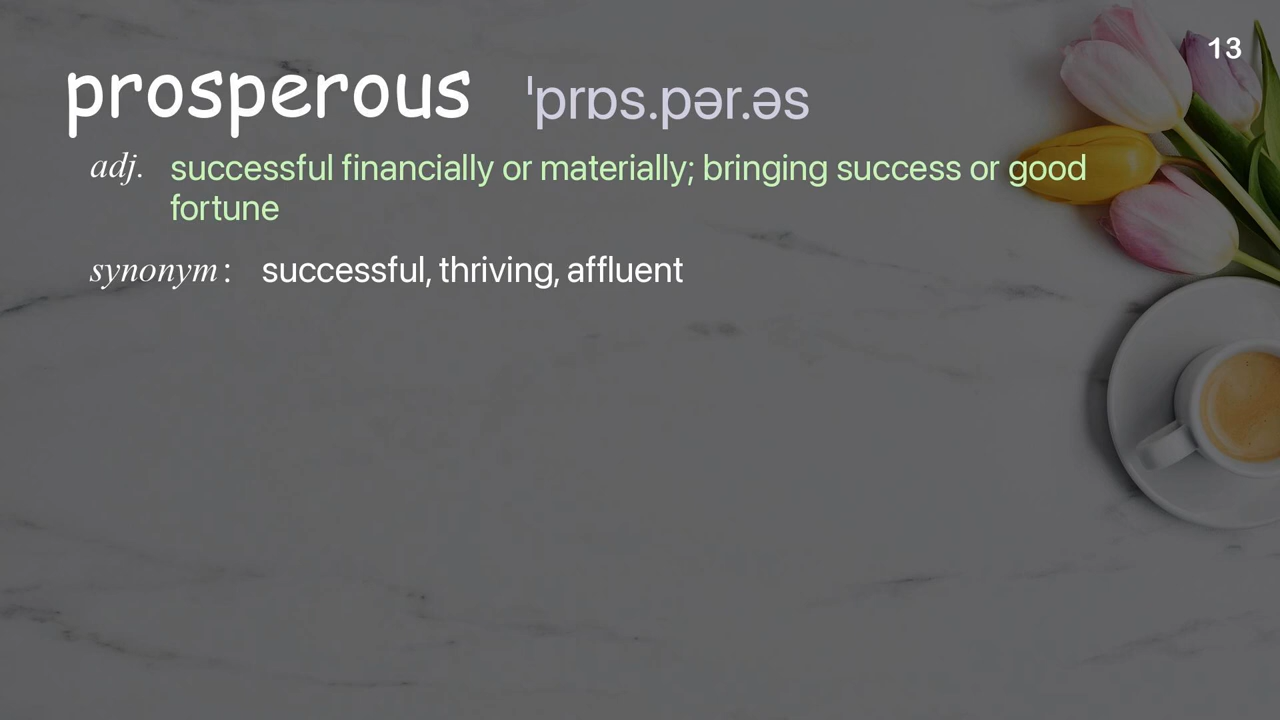 13
prosperous ˈprɒs.pər.əs
adj. successful financially or materially; bringing success or good
fortune
synonym: successful, thriving, affluent